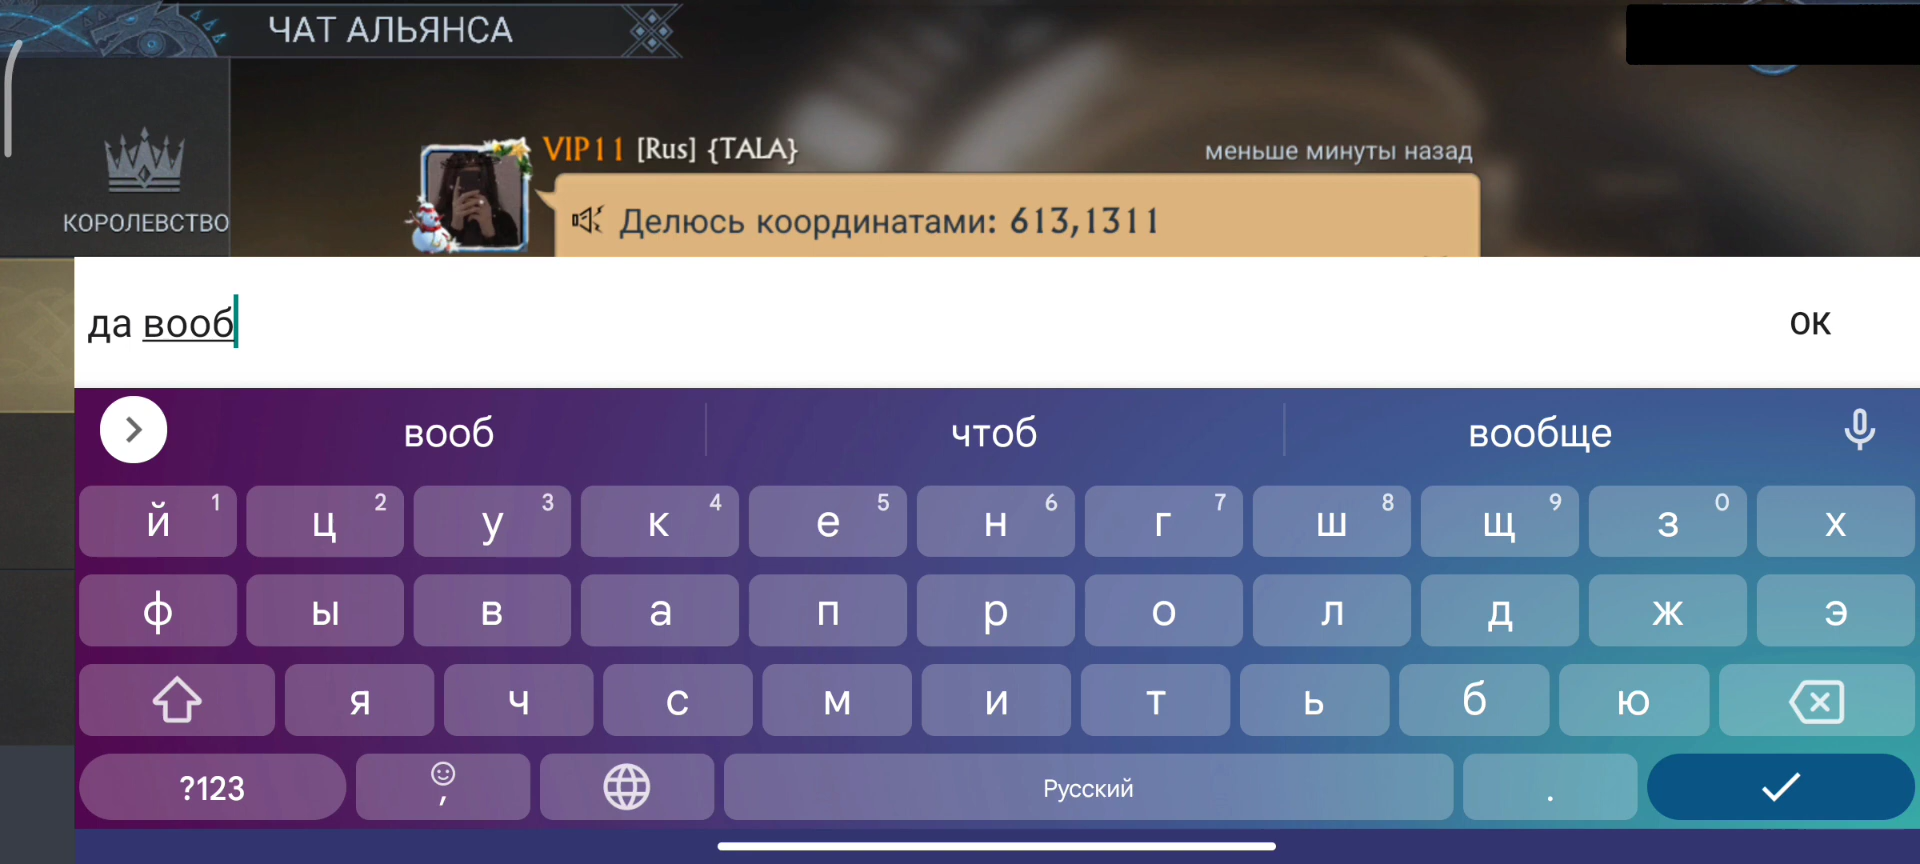 ЧАТ АЛЬЯНСА
КОРОЛЕВСТВО
VIP11 [Rus] {TALA}
меньше минуты назад
Делюсь координатами: 613,1311
да вооб
ОК
вооб чтоб вообще
й 1 ц 2 у 3 к 4 е 5 н 6 г 7 ш 8 щ 9 з 0 х
ф ы в а п р о л д ж э
я ч с м и т ь б ю
?123 , Русский .